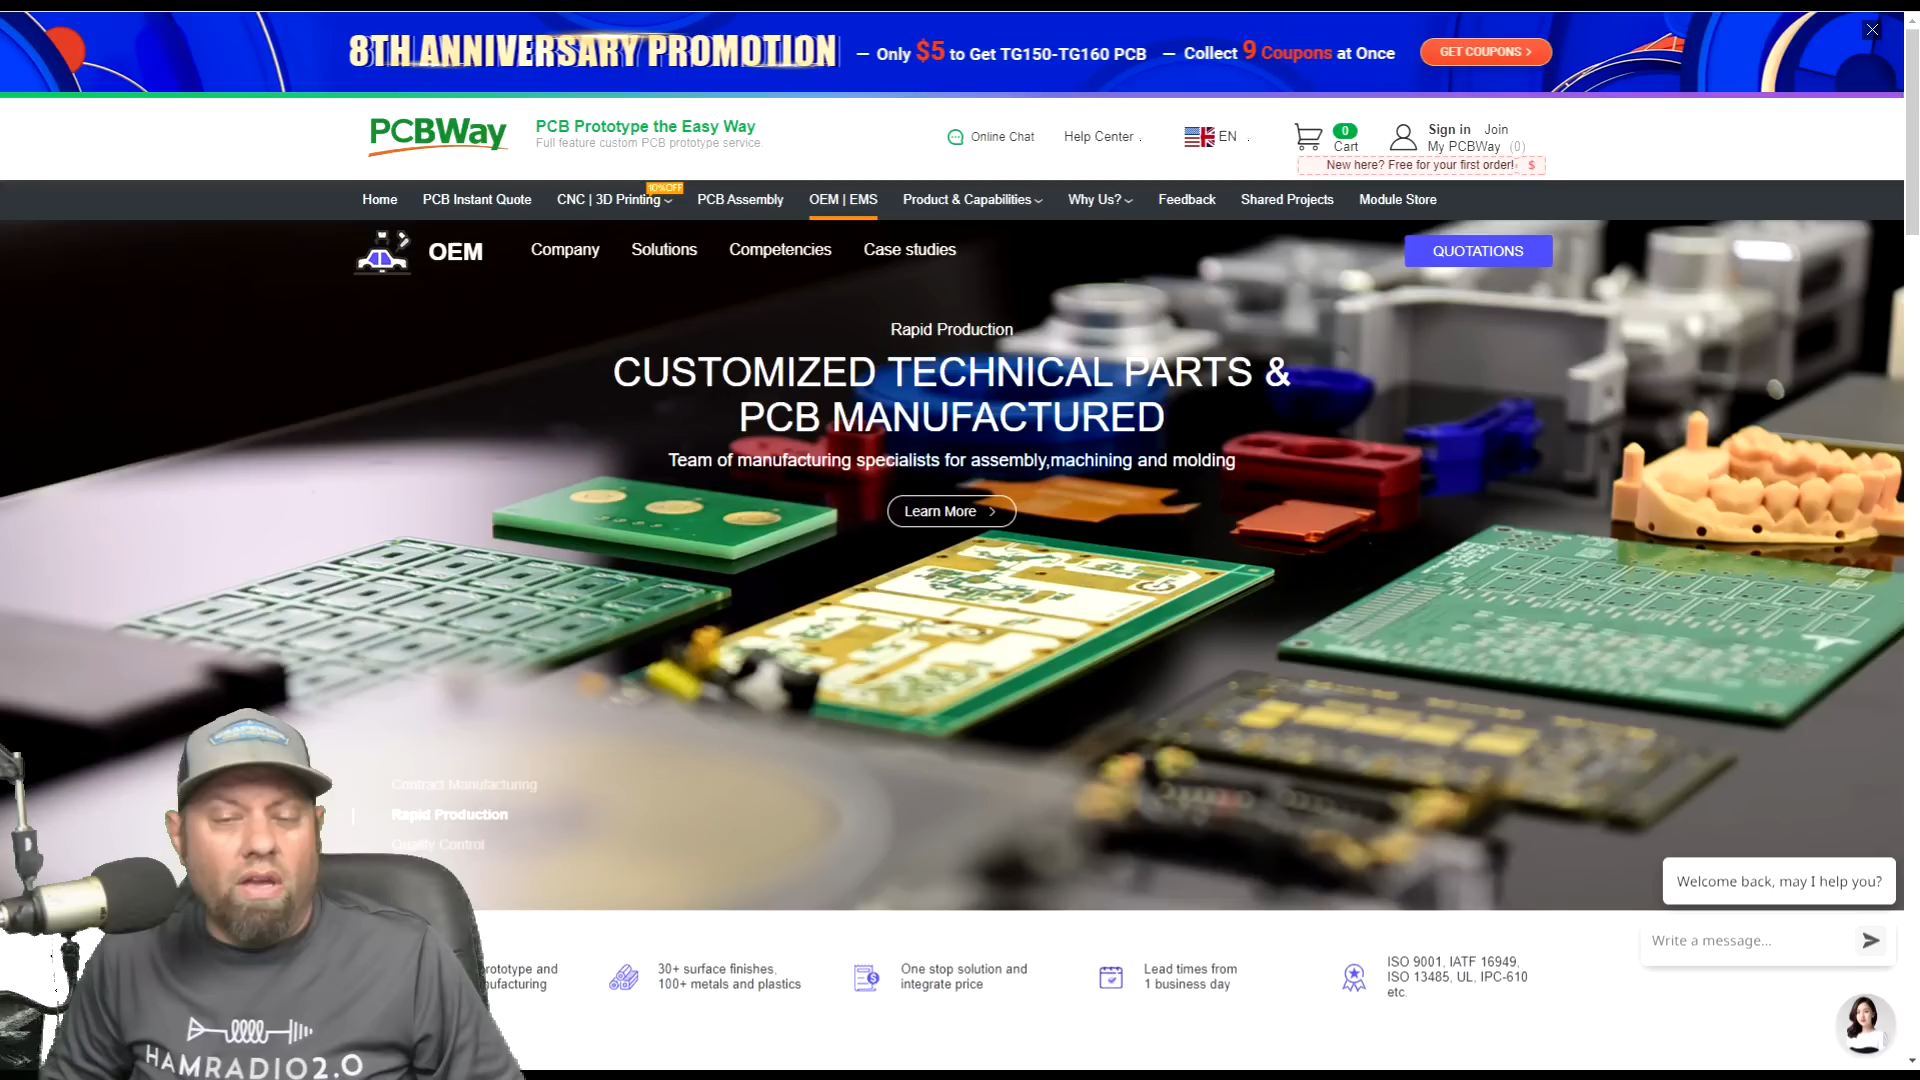 8TH ANNIVERSARY PROMOTION — Only $5 to Get TG150-TG160 PCB — Collect 9 Coupons at Once GET COUPONS >
PCBWay
PCB Prototype the Easy Way
Full feature custom PCB prototype service.
Online Chat Help Center EN
0
Cart
Sign in Join
My PCBWay (0)
New here? Free for your first order! $
10%OFF
Home PCB Instant Quote CNC | 3D Printing PCB Assembly OEM | EMS Product & Capabilities Why Us? Feedback Shared Projects Module Store
OEM Company Solutions Competencies Case studies QUOTATIONS
Rapid Production
CUSTOMIZED TECHNICAL PARTS &
PCB MANUFACTURED
Team of manufacturing specialists for assembly,machining and molding
Learn More >
Contract Manufacturing
Rapid Production
Quality Control
Welcome back, may I help you?
Write a message...
rototype and
nufacturing
30+ surface finishes,
100+ metals and plastics
One stop solution and
integrate price
Lead times from
1 business day
ISO 9001, IATF 16949,
ISO 13485, UL, IPC-610
etc.
HAMRADIO2.0